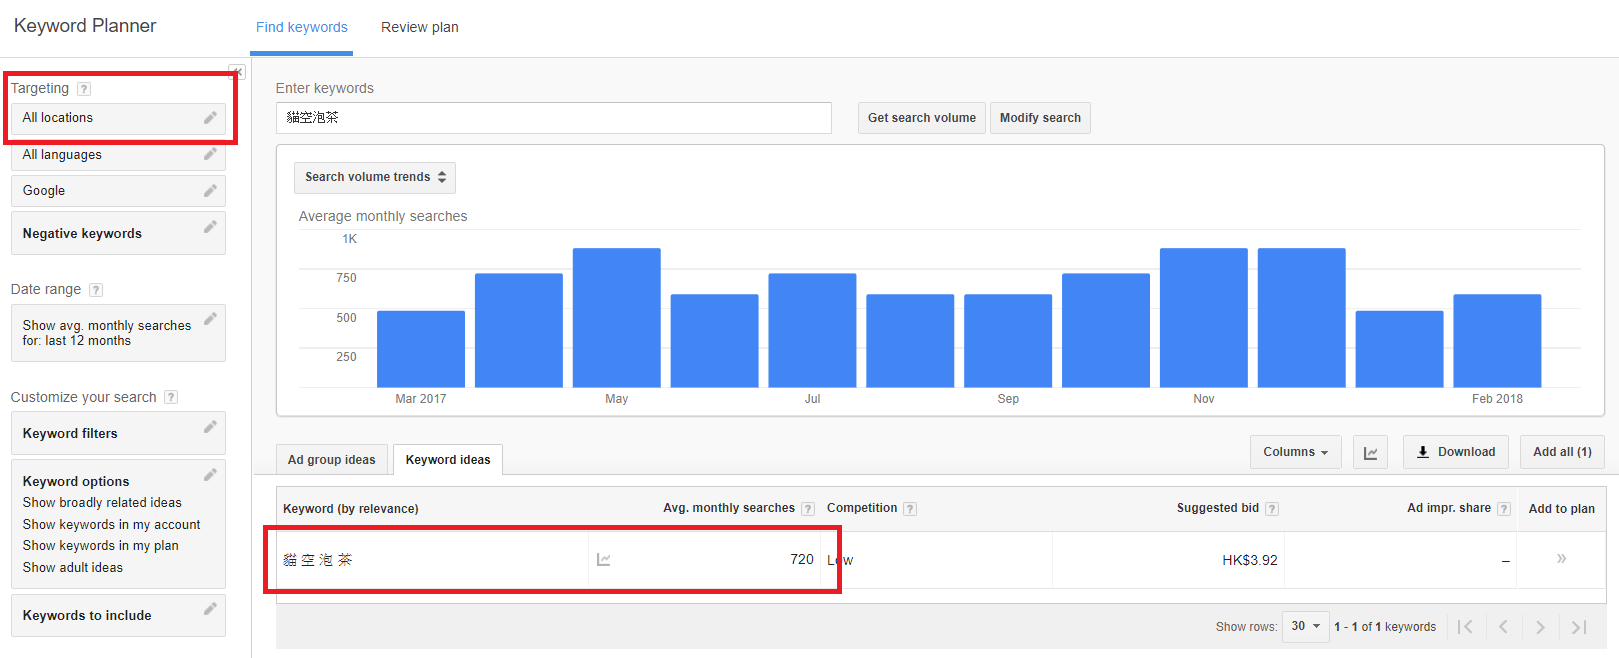 Keyword Planner
Find keywords
Review plan
Targeting ?
All locations
All languages
Google
Negative keywords
Date range ?
Show avg. monthly searches
for: last 12 months
Customize your search ?
Keyword filters
Keyword options
Show broadly related ideas
Show keywords in my account
Show keywords in my plan
Show adult ideas
Keywords to include
Enter keywords
貓空泡茶
Get search volume
Modify search
Search volume trends
Average monthly searches
1K
750
500
250
Mar 2017
May
Jul
Sep
Nov
Feb 2018
Ad group ideas
Keyword ideas
Columns
Download
Add all (1)
Keyword (by relevance)
Avg. monthly searches ?
Competition ?
Suggested bid ?
Ad impr. share ?
Add to plan
貓 空 泡 茶
720
Low
HK$3.92
–
»
Show rows: 30
1 - 1 of 1 keywords